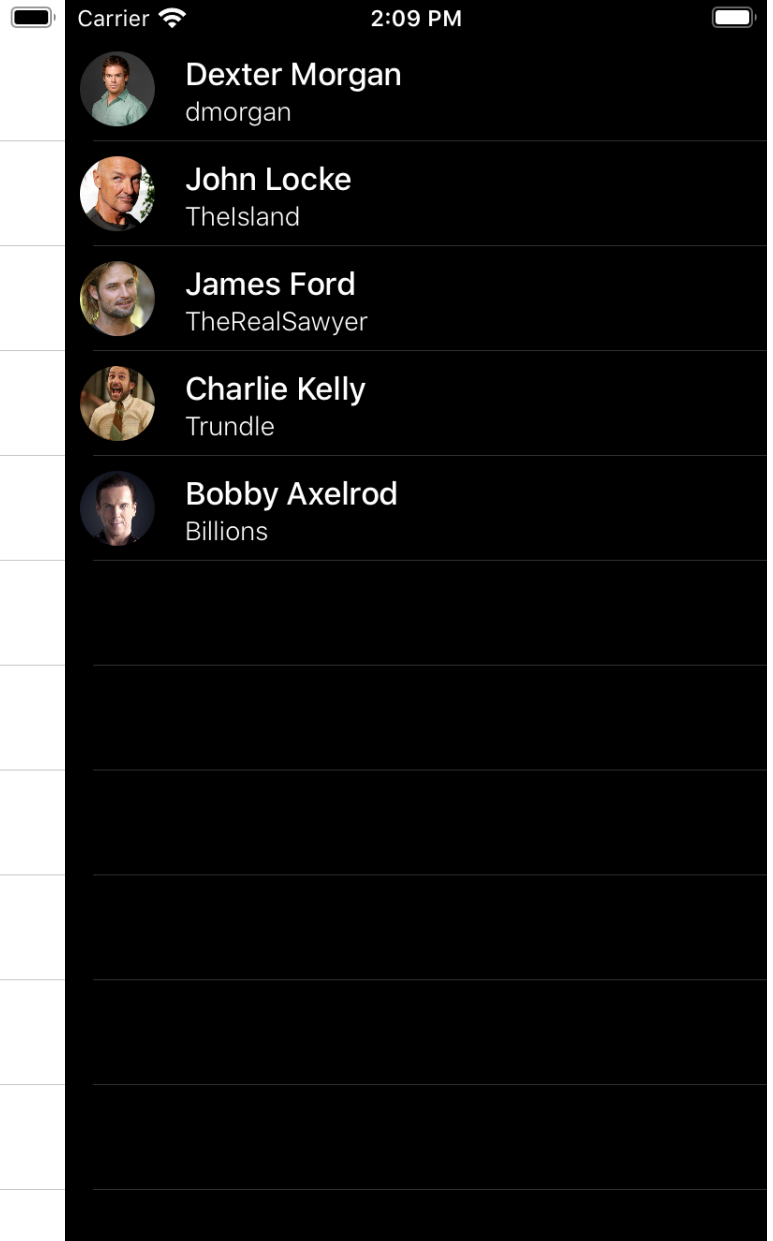 Carrier 2:09 PM
Dexter Morgan
dmorgan
John Locke
TheIsland
James Ford
TheRealSawyer
Charlie Kelly
Trundle
Bobby Axelrod
Billions